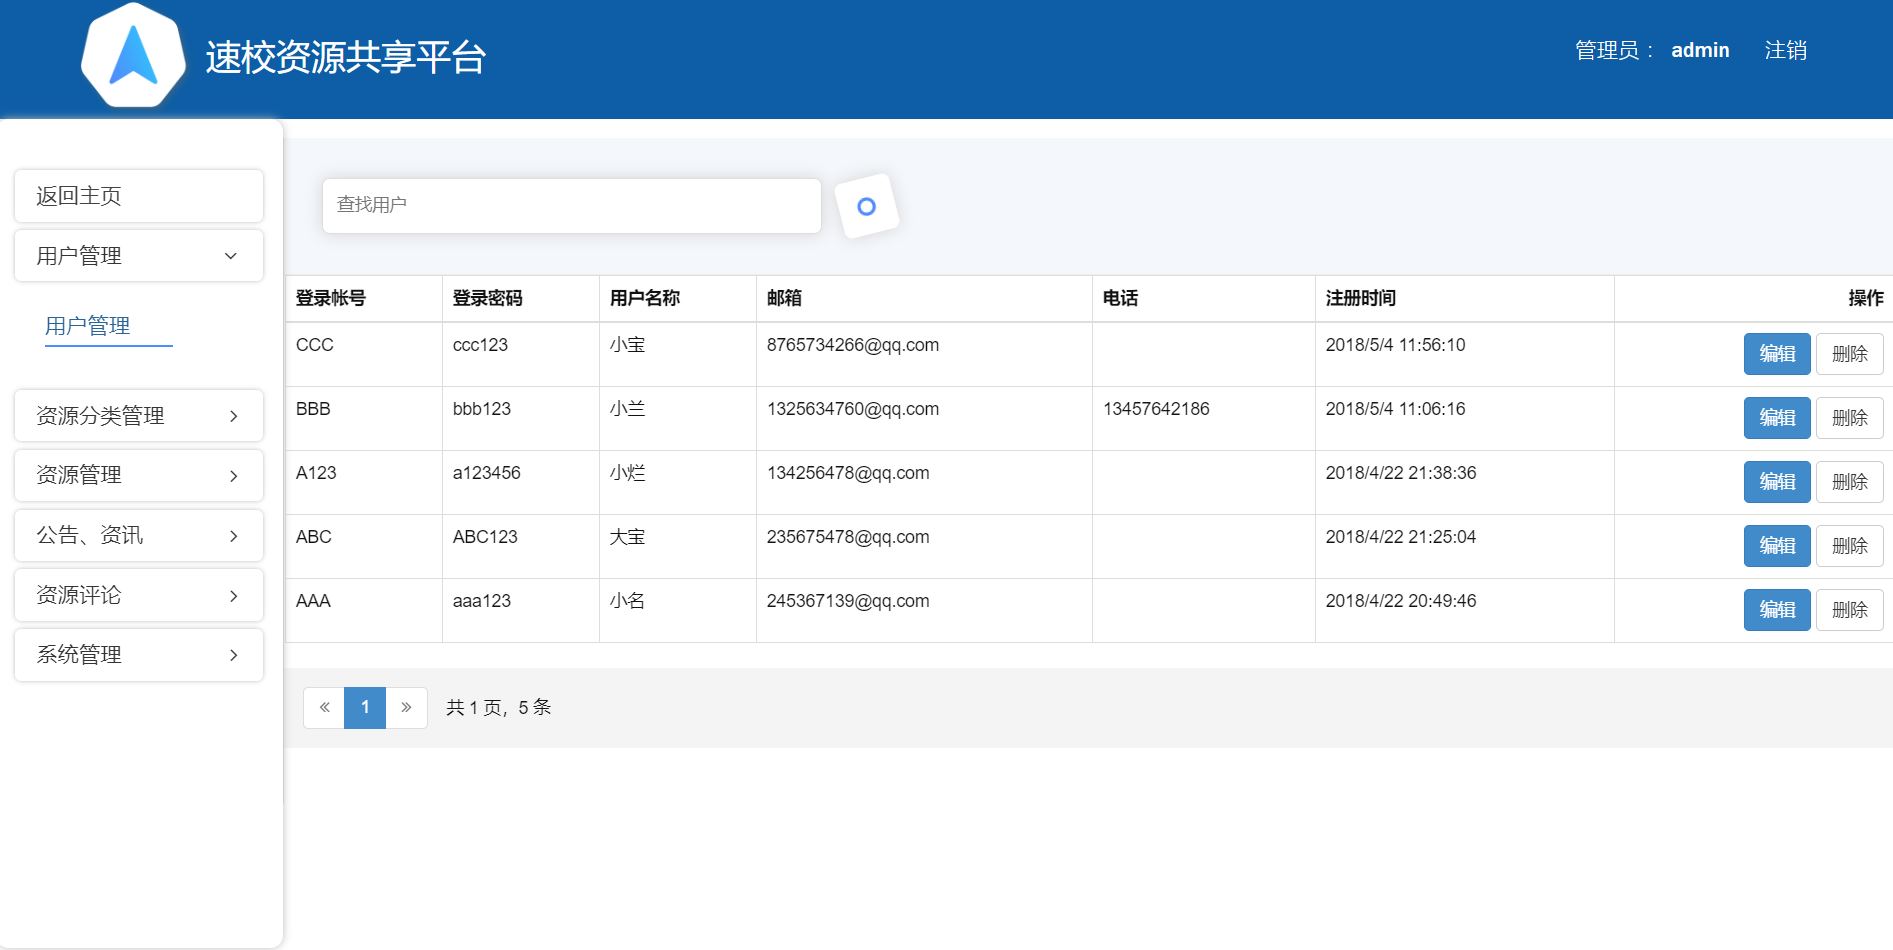 速校资源共享平台
管理员： admin 注销
返回主页
用户管理
用户管理
资源分类管理
资源管理
公告、资讯
资源评论
系统管理
查找用户
登录帐号 登录密码 用户名称 邮箱 电话 注册时间 操作
CCC ccc123 小宝 8765734266@qq.com 2018/5/4 11:56:10 编辑 删除
BBB bbb123 小兰 1325634760@qq.com 13457642186 2018/5/4 11:06:16 编辑 删除
A123 a123456 小烂 134256478@qq.com 2018/4/22 21:38:36 编辑 删除
ABC ABC123 大宝 235675478@qq.com 2018/4/22 21:25:04 编辑 删除
AAA aaa123 小名 245367139@qq.com 2018/4/22 20:49:46 编辑 删除
« 1 » 共 1 页，5 条